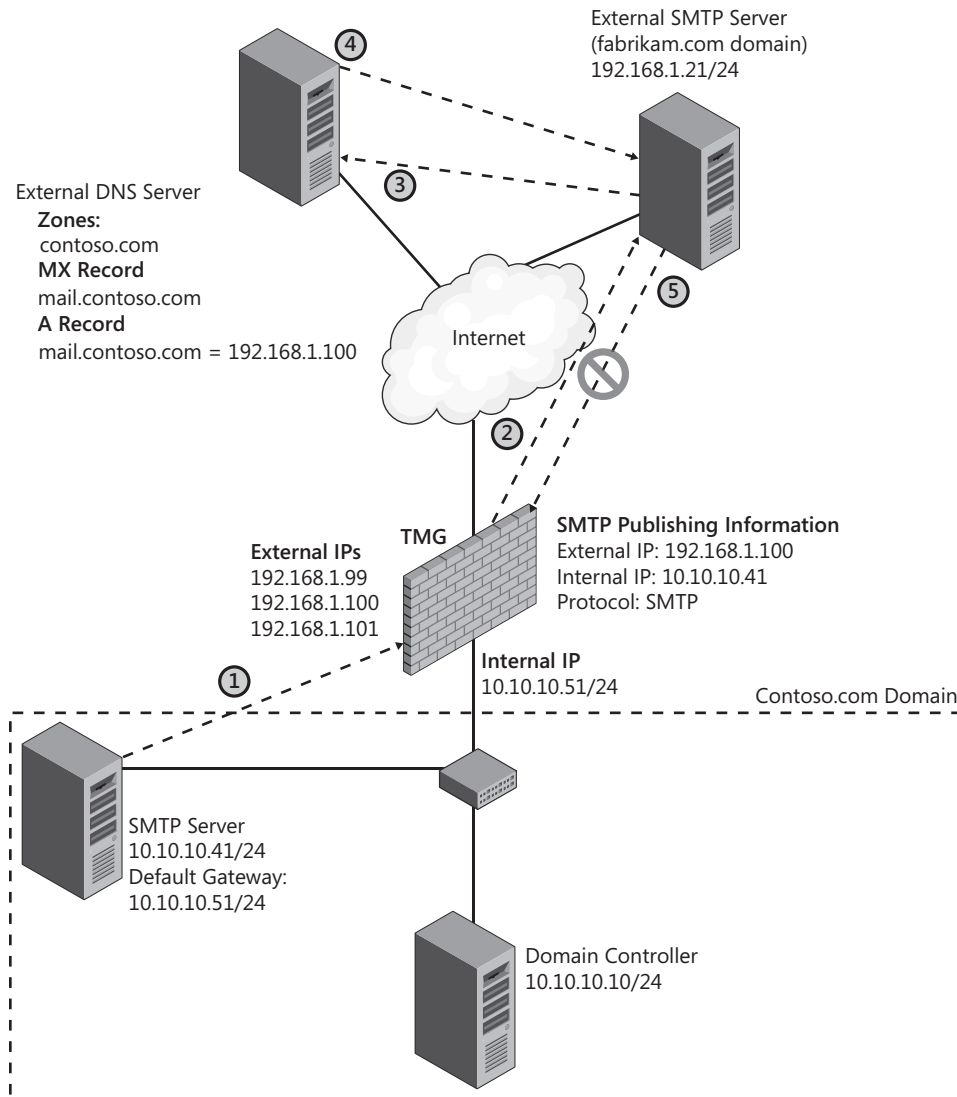 External SMTP Server
(fabrikam.com domain)
192.168.1.21/24
4
3
External DNS Server
Zones:
contoso.com
MX Record
mail.contoso.com
A Record
mail.contoso.com = 192.168.1.100
Internet
5
2
TMG
External IPs
192.168.1.99
192.168.1.100
192.168.1.101
SMTP Publishing Information
External IP: 192.168.1.100
Internal IP: 10.10.10.41
Protocol: SMTP
1
Internal IP
10.10.10.51/24
Contoso.com Domain
SMTP Server
10.10.10.41/24
Default Gateway:
10.10.10.51/24
Domain Controller
10.10.10.10/24